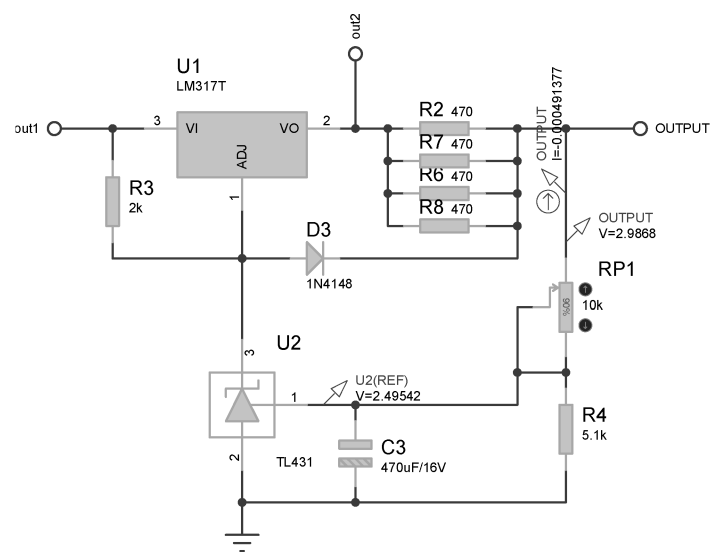 out2
U1
LM317T
out1
3
VI
VO
2
ADJ
1
R2 470
R7 470
R6 470
R8 470
OUTPUT
I=-0.000491377
OUTPUT
R3
2k
D3
1N4148
OUTPUT
V=2.9868
RP1
10k
%06
U2
3
1
U2(REF)
V=2.49542
2
TL431
C3
470uF/16V
R4
5.1k